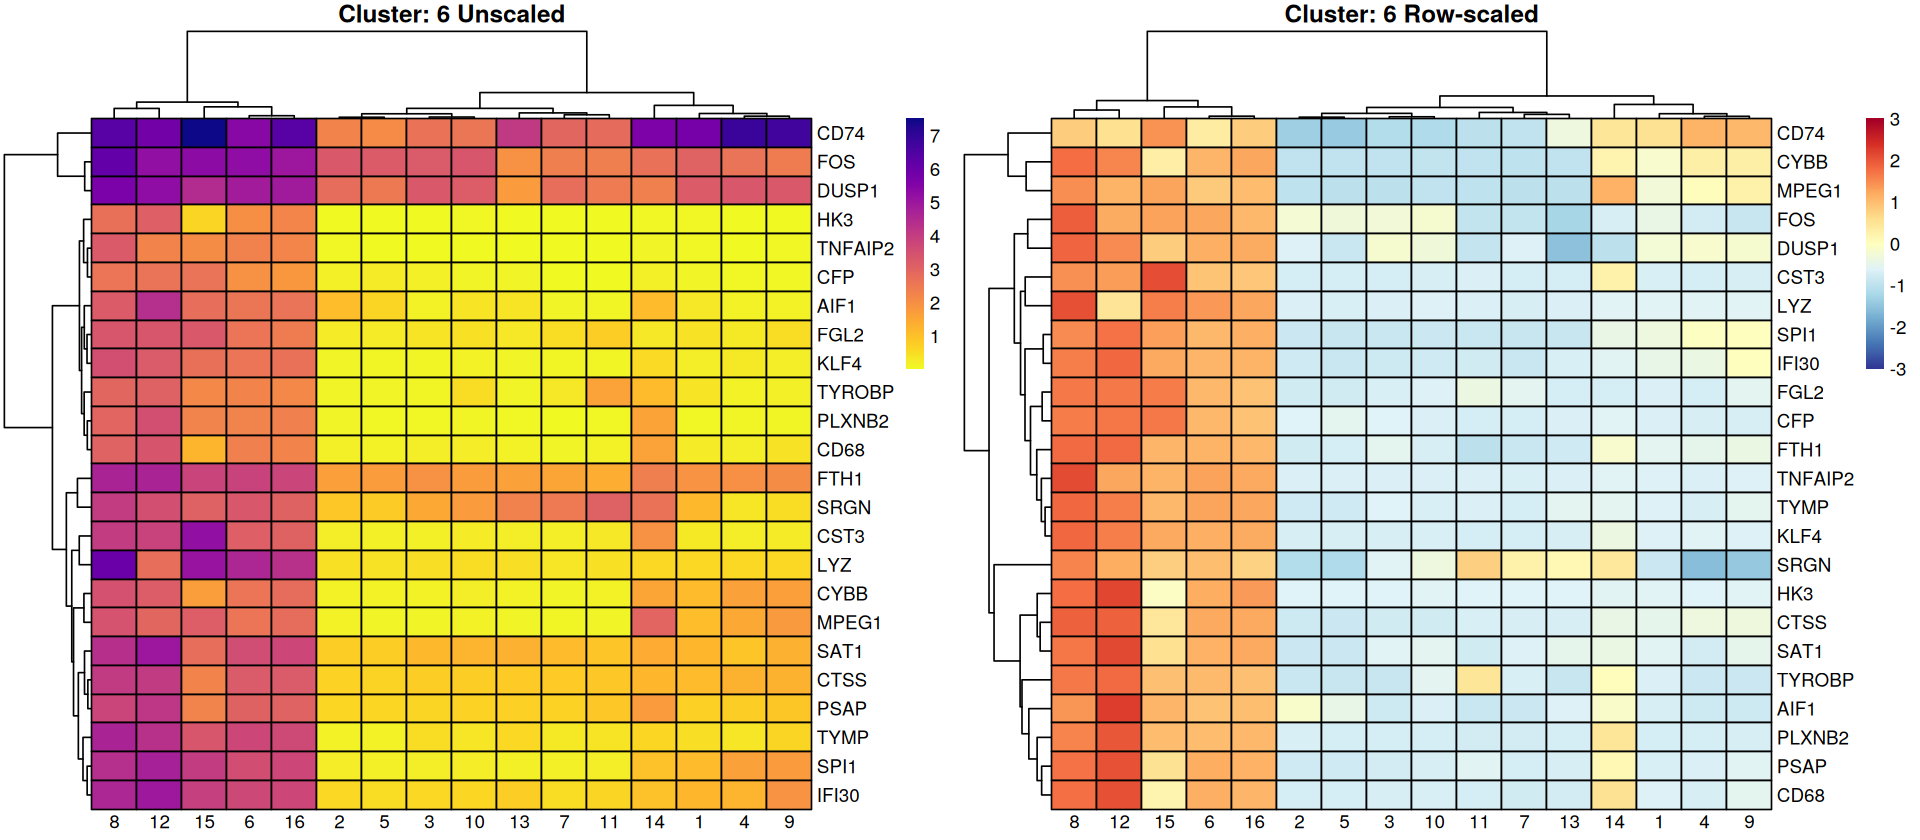 Cluster: 6 Unscaled
CD74
FOS
DUSP1
HK3
TNFAIP2
CFP
AIF1
FGL2
KLF4
TYROBP
PLXNB2
CD68
FTH1
SRGN
CST3
LYZ
CYBB
MPEG1
SAT1
CTSS
PSAP
TYMP
SPI1
IFI30
8 12 15 6 16 2 5 3 10 13 7 11 14 1 4 9
7
6
5
4
3
2
1
Cluster: 6 Row-scaled
CD74
CYBB
MPEG1
FOS
DUSP1
CST3
LYZ
SPI1
IFI30
FGL2
CFP
FTH1
TNFAIP2
TYMP
KLF4
SRGN
HK3
CTSS
SAT1
TYROBP
AIF1
PLXNB2
PSAP
CD68
8 12 15 6 16 2 5 3 10 11 7 13 14 1 4 9
3
2
1
0
-1
-2
-3